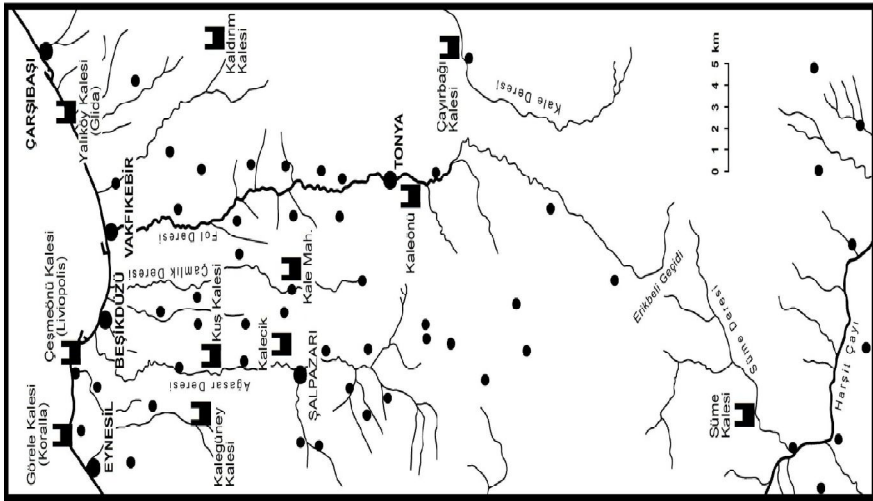 ÇARŞIBAŞI
Yalıköy Kalesi
(Glica)
Kaldırım
Kalesi
Çayırbağı
Kalesi
Kale Deresi
0 1 2 3 4 5 km
VAKFIKEBİR
Fol Deresi
TONYA
Kaleönü
Çeşmeönü Kalesi
(Liviopolis)
BEŞİKDÜZÜ
Çamlık Deresi
Kale Mah.
Kuş Kalesi
Kalecik
Ağasar Deresi
ŞALPAZARI
Erikbeli Geçidi
Süme Deresi
Harşit Çayı
Görele Kalesi
(Koralla)
EYNESİL
Kalegüney
Kalesi
Süme
Kalesi